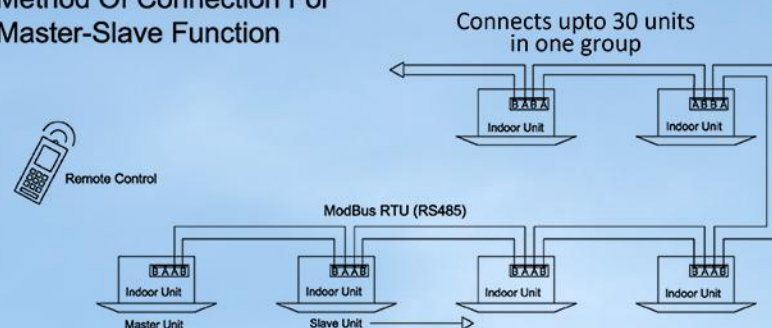 Method Of Connection For
Master-Slave Function
Connects upto 30 units
in one group
B A B A
A B B A
Indoor Unit
Indoor Unit
Remote Control
ModBus RTU (RS485)
B A A B
B A A B
B A A B
B A A B
Indoor Unit
Indoor Unit
Indoor Unit
Indoor Unit
Master Unit
Slave Unit